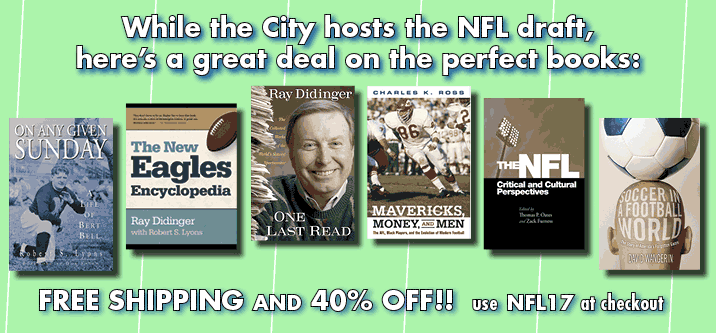 While the City hosts the NFL draft,
here's a great deal on the perfect books:
ON ANY GIVEN
SUNDAY
A
LIFE
OF
BERT
BELL
Robert S. Lyons
The New
Eagles
Encyclopedia
Ray Didinger
with Robert S. Lyons
Ray Didinger
The
ONE
LAST READ
CHARLES K. ROSS
MAVERICKS,
MONEY, AND MEN
The AFL, Black Players, and the Evolution of Modern Football
THE NFL
Critical and Cultural
Perspectives
Edited by
Thomas P. Oates
and Zack Furness
SOCCER IN
A FOOTBALL
WORLD
DAVID WANGERIN
FREE SHIPPING AND 40% OFF!! use NFL17 at checkout